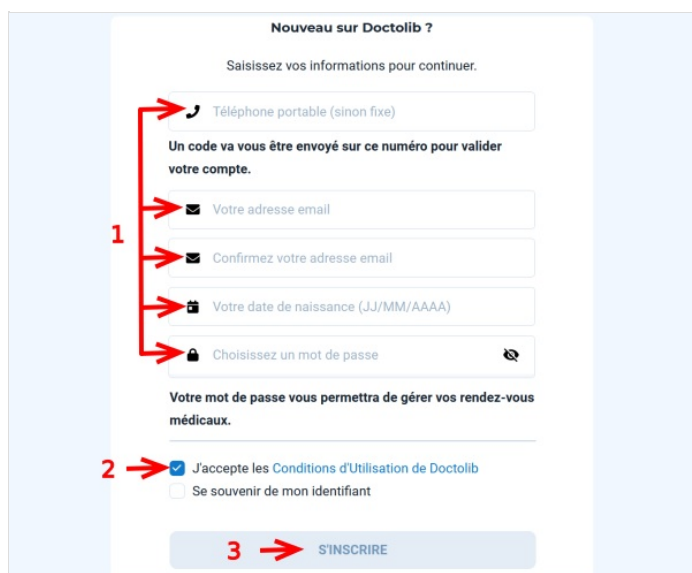 Nouveau sur Doctolib ?
Saisissez vos informations pour continuer.
Téléphone portable (sinon fixe)
Un code va vous être envoyé sur ce numéro pour valider
votre compte.
1
Votre adresse email
Confirmez votre adresse email
Votre date de naissance (JJ/MM/AAAA)
Choisissez un mot de passe
Votre mot de passe vous permettra de gérer vos rendez-vous
médicaux.
2 J'accepte les Conditions d'Utilisation de Doctolib
Se souvenir de mon identifiant
3 S'INSCRIRE